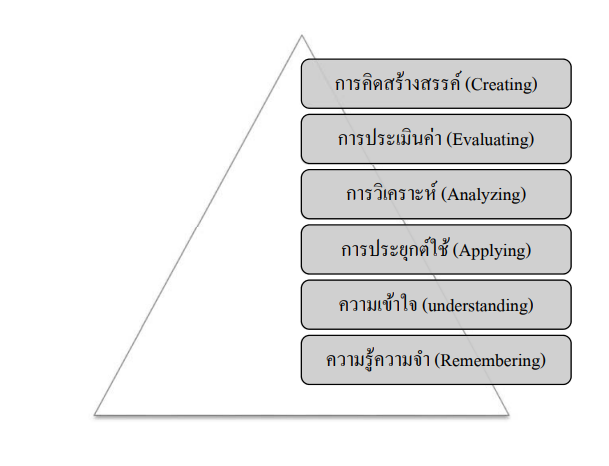 การคิดสร้างสรรค์ (Creating)
การประเมินค่า (Evaluating)
การวิเคราะห์ (Analyzing)
การประยุกต์ใช้ (Applying)
ความเข้าใจ (understanding)
ความรู้ความจำ (Remembering)